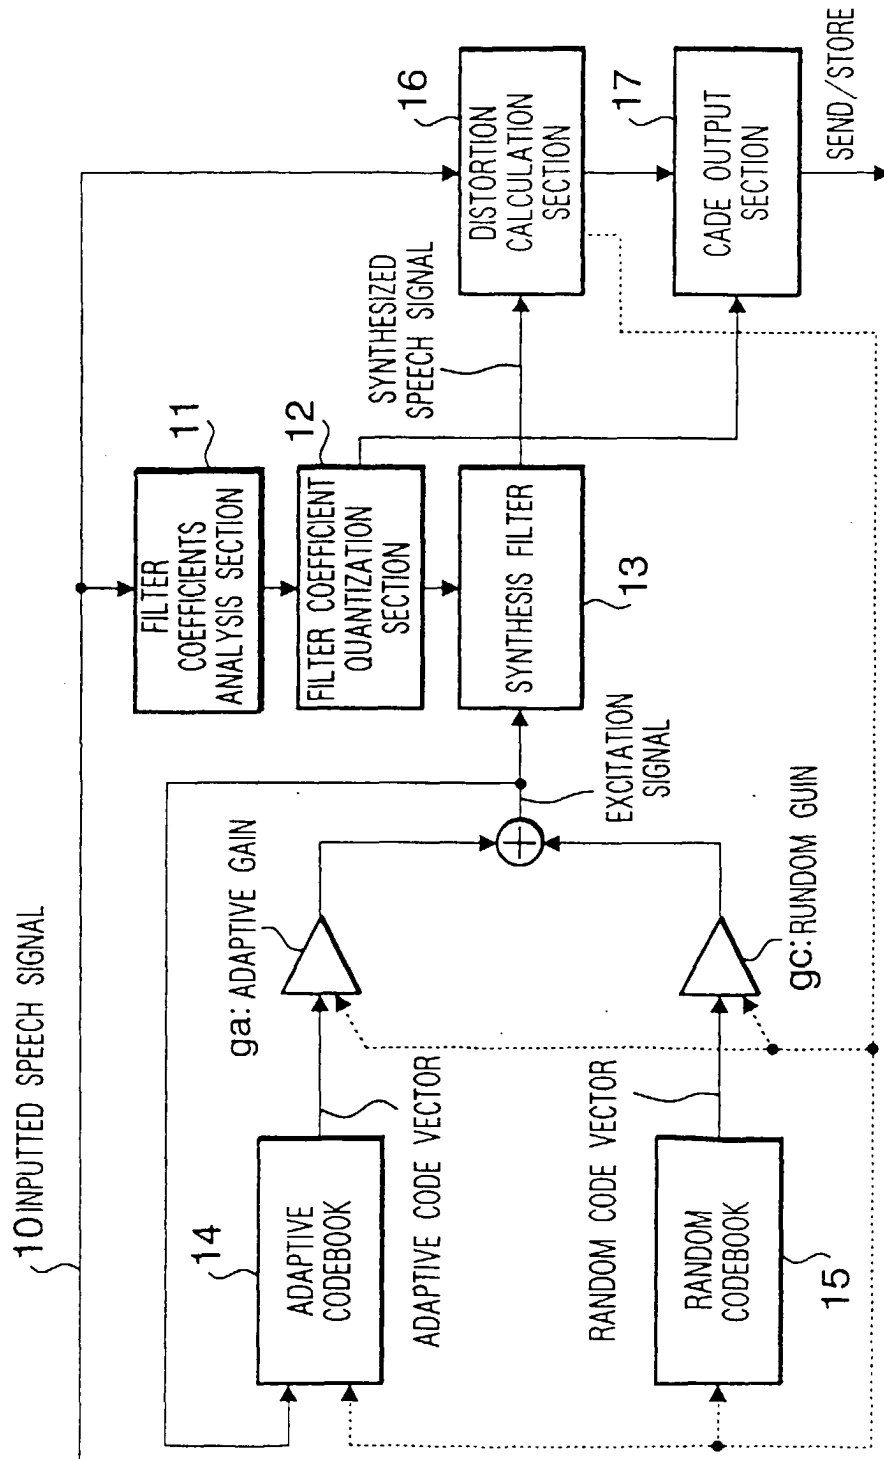 10 INPUTTED SPEECH SIGNAL
11
FILTER
COEFFICIENTS
ANALYSIS SECTION
12
FILTER COEFFICIENT
QUANTIZATION
SECTION
SYNTHESIS FILTER
13
SYNTHESIZED
SPEECH SIGNAL
16
DISTORTION
CALCULATION
SECTION
17
CADE OUTPUT
SECTION
SEND/STORE
14
ADAPTIVE
CODEBOOK
ADAPTIVE CODE VECTOR
ga: ADAPTIVE GAIN
EXCITATION
SIGNAL
RANDOM CODE VECTOR
RANDOM
CODEBOOK
15
gc: RUNDOM GUIN